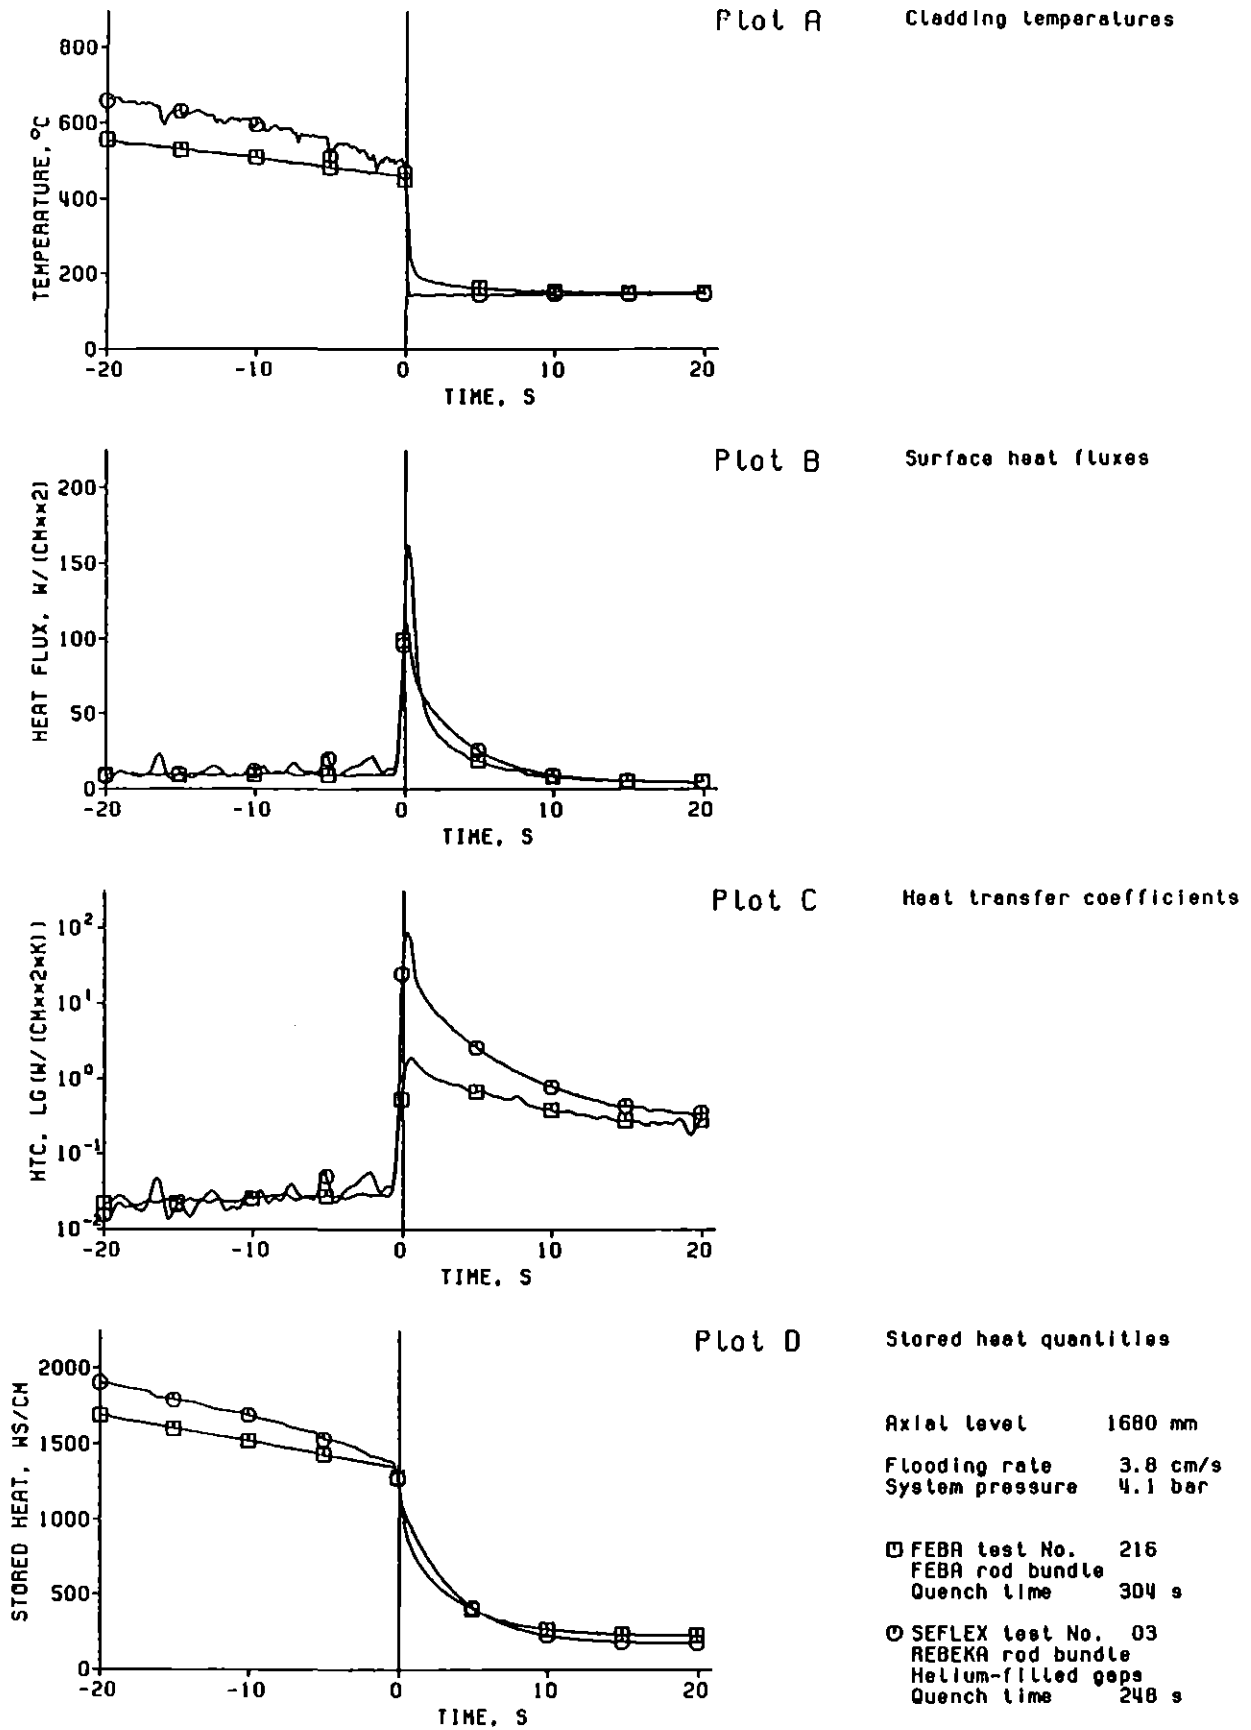 Plot A Cladding temperatures
TEMPERATURE, °C
800
600
400
200
0
-20 -10 0 10 20
TIME, S
Plot B Surface heat fluxes
HEAT FLUX, W/(CM**2)
200
150
100
50
0
-20 -10 0 10 20
TIME, S
Plot C Heat transfer coefficients
HTC, LG(W/(CM**2*K))
10²
10¹
10⁰
10⁻¹
10⁻²
-20 -10 0 10 20
TIME, S
Plot D Stored heat quantities
STORED HEAT, WS/CM
2000
1500
1000
500
0
-20 -10 0 10 20
TIME, S
Axial level 1680 mm
Flooding rate 3.8 cm/s
System pressure 4.1 bar
FEBA test No. 216
FEBA rod bundle
Quench time 304 s
SEFLEX test No. 03
REBEKA rod bundle
Helium-filled gaps
Quench time 248 s